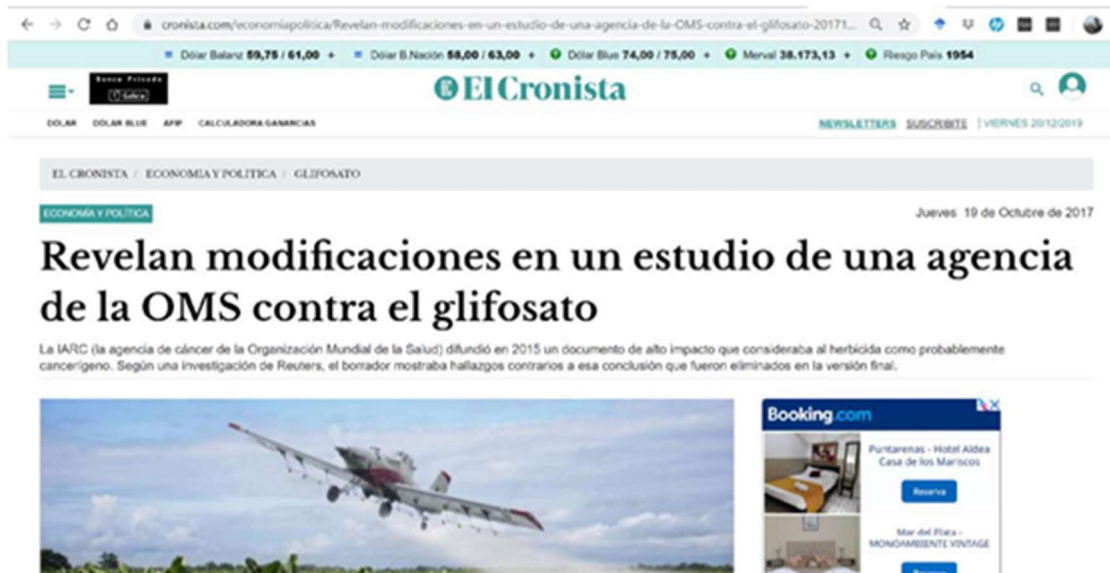 cronista.com/economiapolitica/Revelan-modificaciones-en-un-estudio-de-una-agencia-de-la-OMS-contra-el-glifosato-20171...
Dólar Balanz 59,75 / 61,00 + Dólar B.Nación 58,00 / 63,00 + Dólar Blue 74,00 / 75,00 + Merval 38.173,13 + Riesgo País 1954
Banca Privada
Galicia
El Cronista
DOLAR DOLAR BLUE AFIP CALCULADORA GANANCIAS
NEWSLETTERS SUSCRIBITE | VIERNES 20/12/2019
EL CRONISTA / ECONOMIA Y POLITICA / GLIFOSATO
ECONOMÍA Y POLÍTICA
Jueves 19 de Octubre de 2017
Revelan modificaciones en un estudio de una agencia
de la OMS contra el glifosato
La IARC (la agencia de cáncer de la Organización Mundial de la Salud) difundió en 2015 un documento de alto impacto que consideraba al herbicida como probablemente
cancerígeno. Según una investigación de Reuters, el borrador mostraba hallazgos contrarios a esa conclusión que fueron eliminados en la versión final.
Booking.com
Puntarenas - Hotel Aldea
Casa de los Mariscos
Reserva
Mar del Plata -
MONOAMBIENTE VINTAGE
Reserva